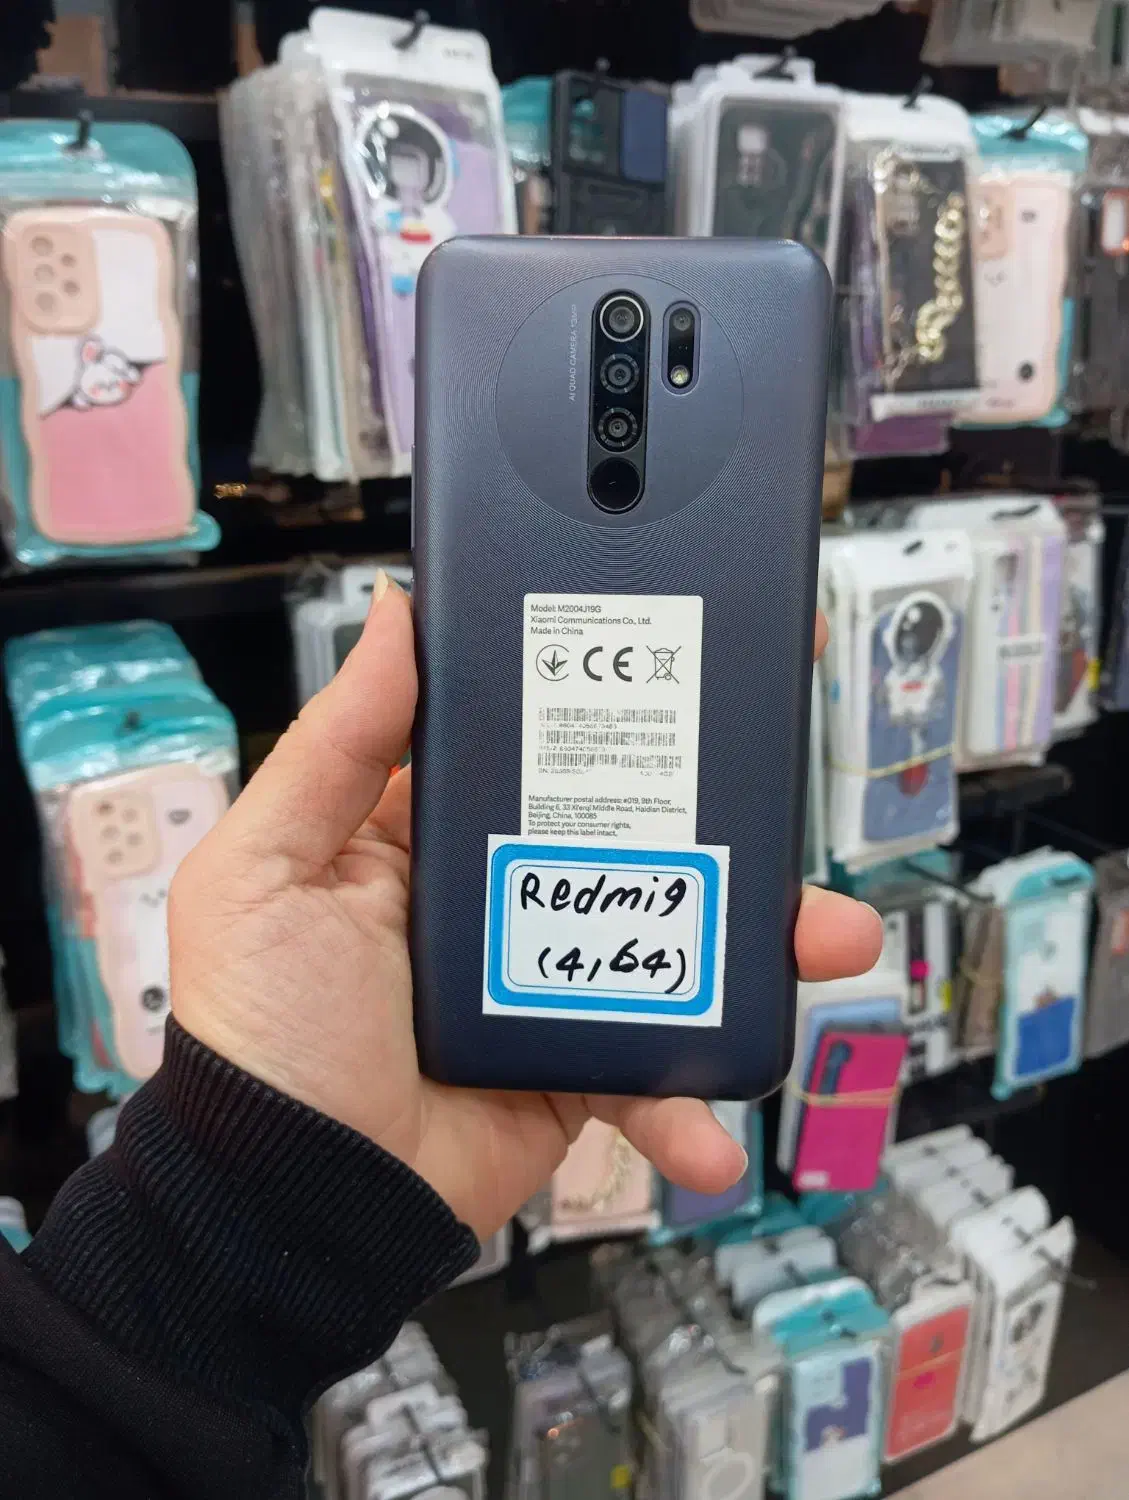 AI QUAD CAMERA 13MP
Model: M2004J19G
Xiaomi Communications Co., Ltd.
Made in China
CE
Manufacturer postal address: #019, 9th Floor,
Building 6, 33 Xi'erqi Middle Road, Haidian District,
Beijing, China, 100085
To protect your consumer rights,
please keep this label intact.
Redmi9
(4,64)